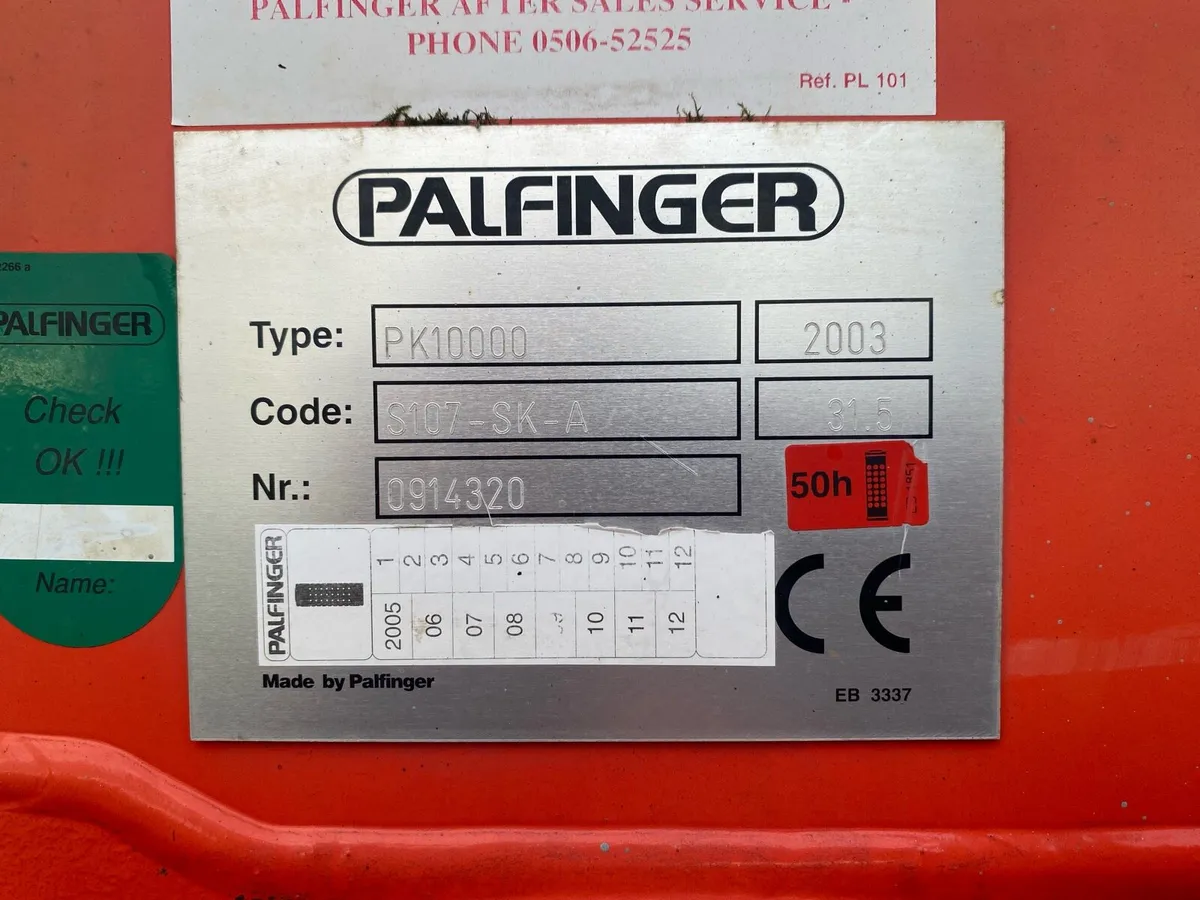 PALFINGER AFTER SALES SERVICE -
PHONE 0506-52525
Ref. PL 101
PALFINGER
Type: PK10000 2003
Code: S107-SK-A 31.5
Nr.: 0914320
50h
PALFINGER
1 2 3 4 5 6 7 8 9 10 11 12
2005 06 07 08 10 11 12
CE
Made by Palfinger
EB 3337
2266 a
PALFINGER
Check
OK !!!
Name: